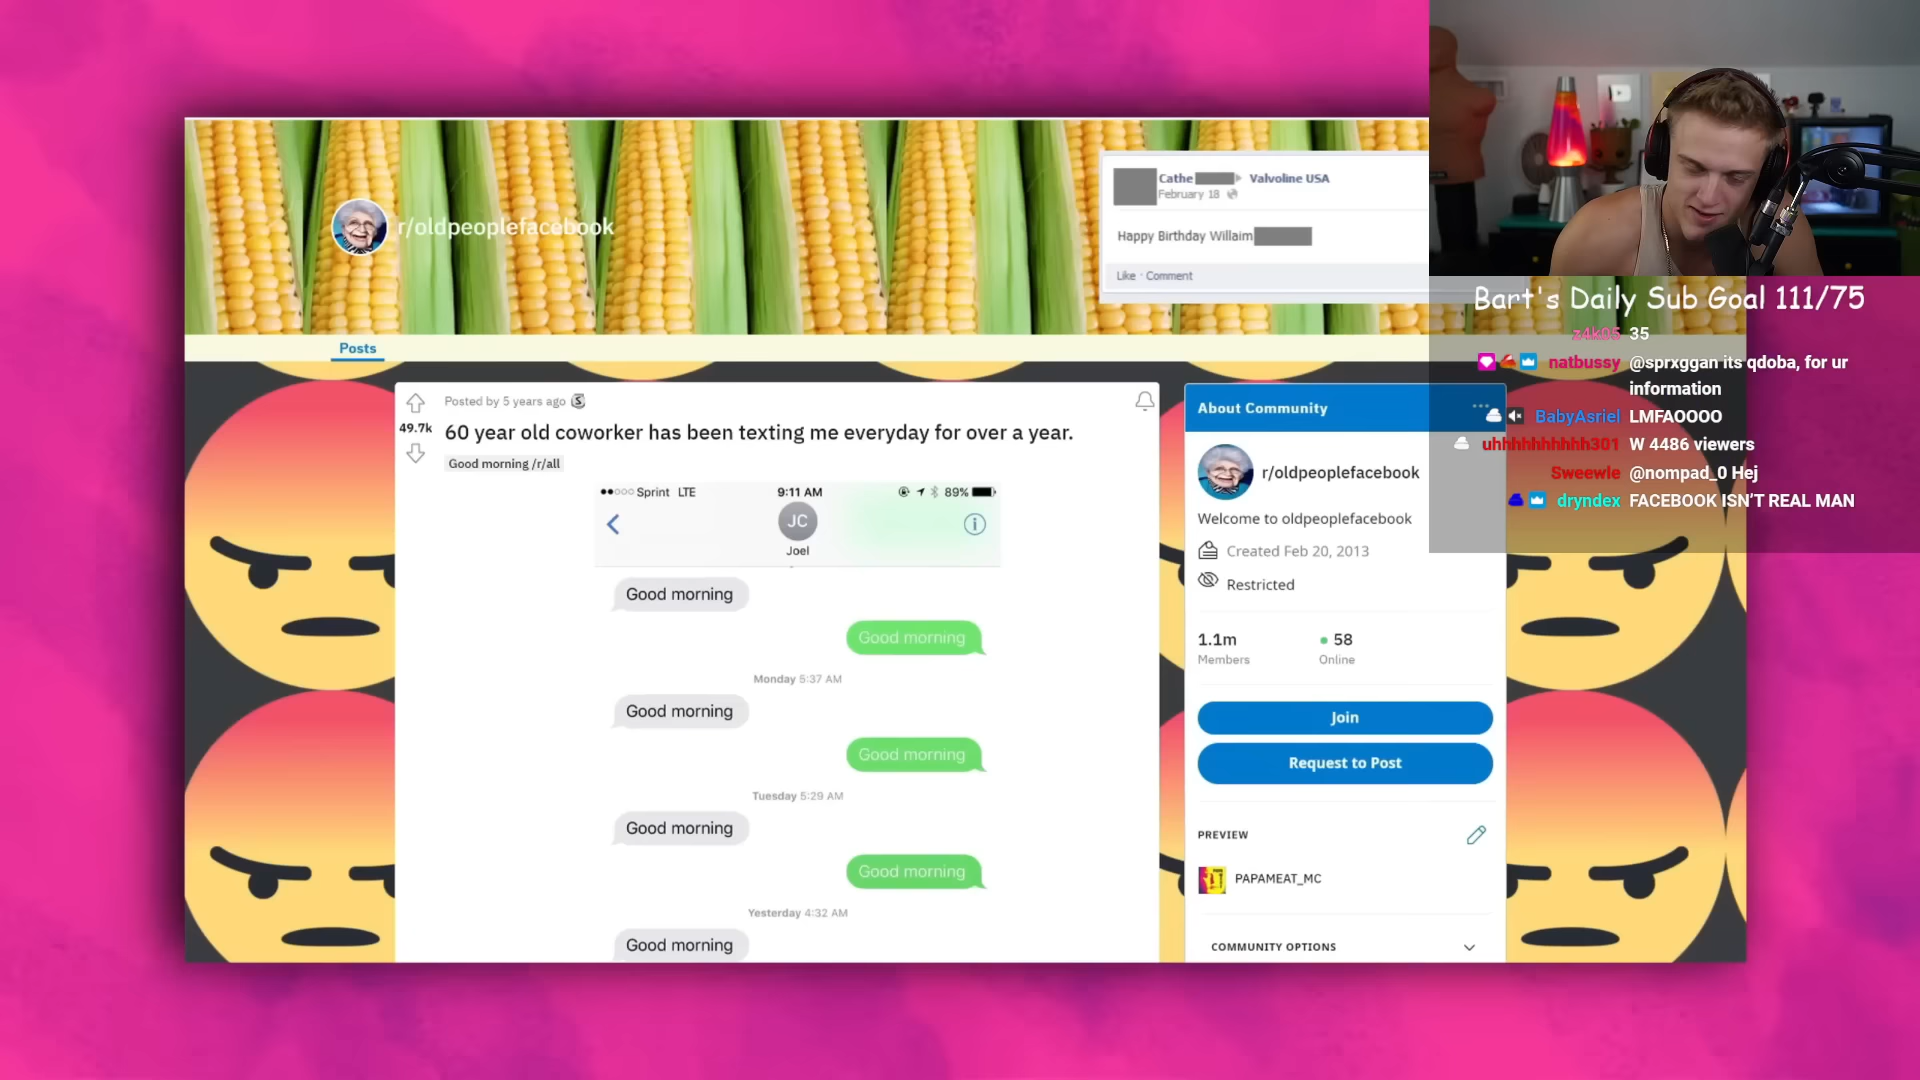 r/oldpeoplefacebook
Cathe
Valvoline USA
February 18
Happy Birthday Willaim
Like · Comment
Posts
49.7k
Posted by 5 years ago
60 year old coworker has been texting me everyday for over a year.
Good morning /r/all
Sprint LTE
9:11 AM
89%
JC
Joel
Good morning
Good morning
Monday 5:37 AM
Good morning
Good morning
Tuesday 5:29 AM
Good morning
Good morning
Yesterday 4:32 AM
Good morning
About Community
r/oldpeoplefacebook
Welcome to oldpeoplefacebook
Created Feb 20, 2013
Restricted
1.1m
Members
58
Online
Join
Request to Post
PREVIEW
PAPAMEAT_MC
COMMUNITY OPTIONS
Bart's Daily Sub Goal 111/75
z4k05 35
natbussy @sprxggan its qdoba, for ur
information
BabyAsriel LMFAOOOO
uhhhhhhhhhh301 W 4486 viewers
Sweewle @nompad_0 Hej
dryndex FACEBOOK ISN'T REAL MAN